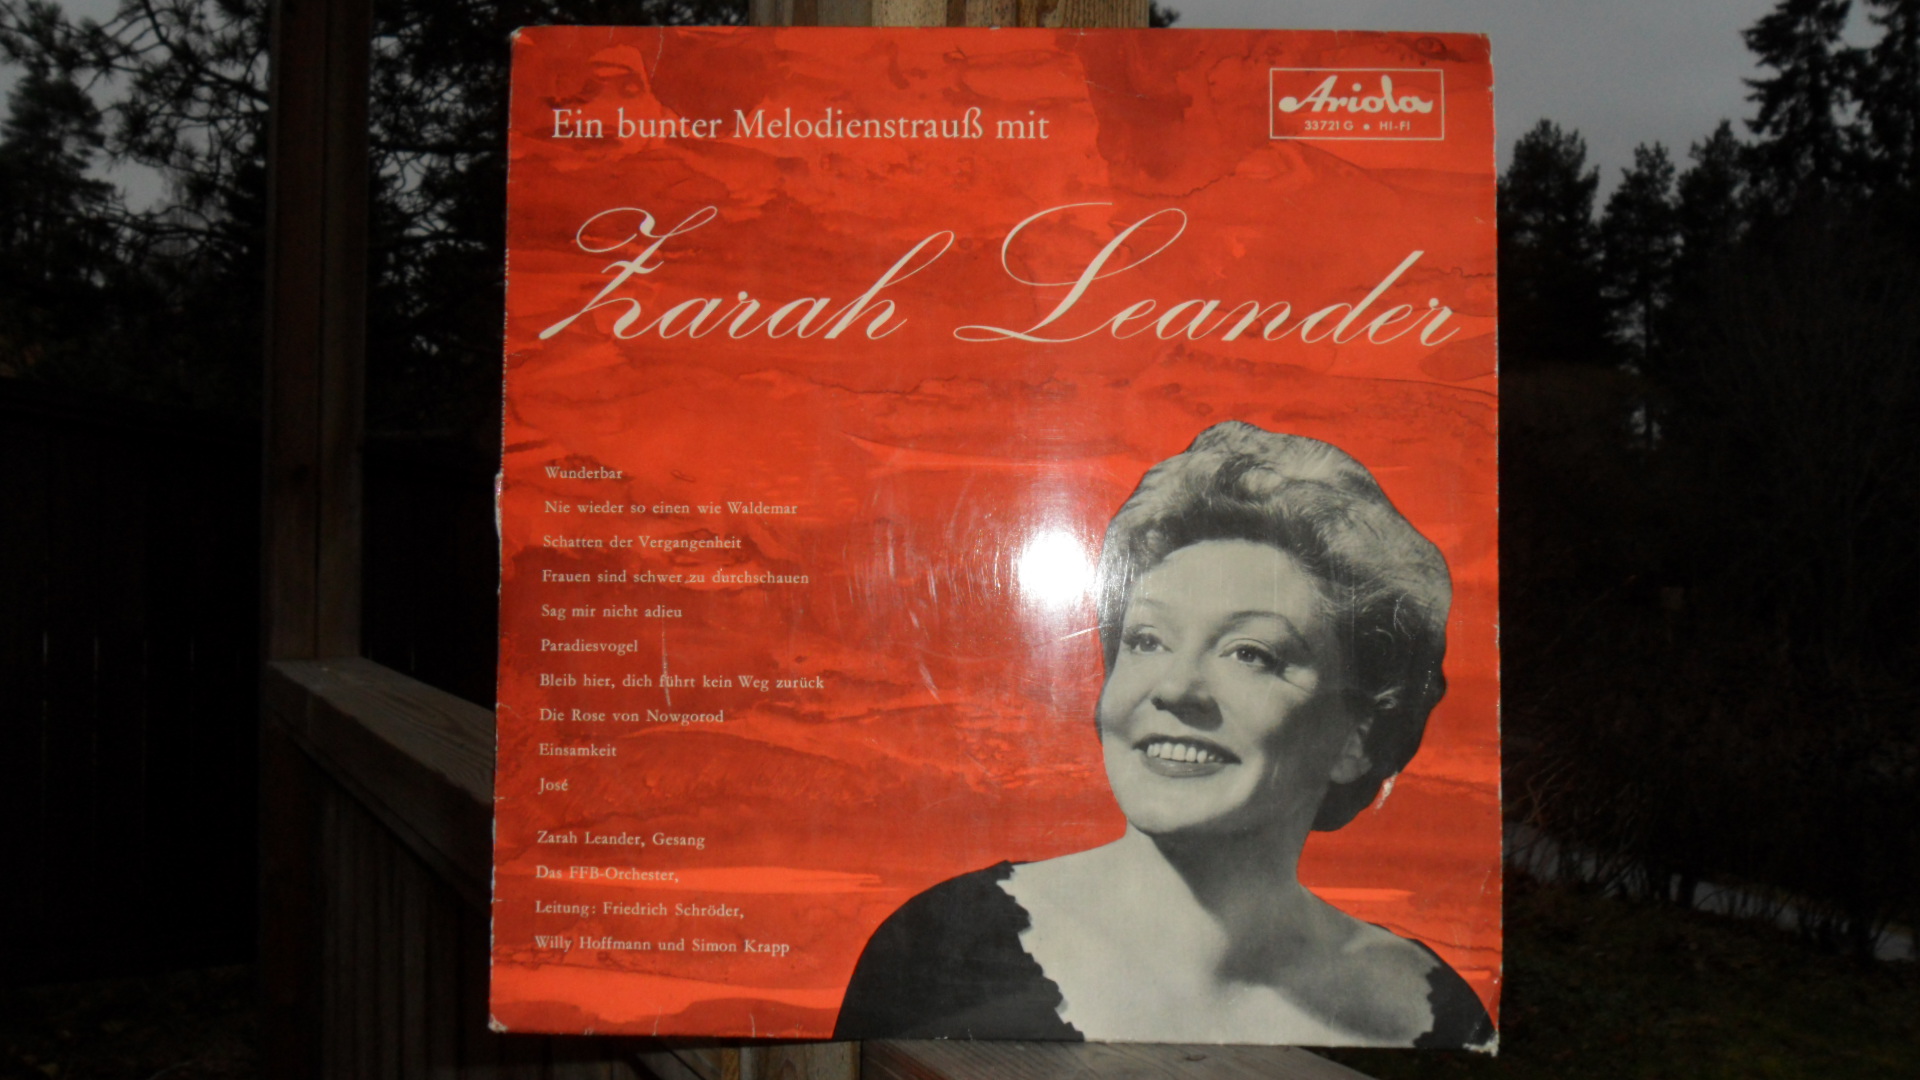 Ein bunter Melodienstrauß mit
Ariola
33721 G • HI-FI
Zarah Leander
Wunderbar
Nie wieder so einen wie Waldemar
Schatten der Vergangenheit
Frauen sind schwer zu durchschauen
Sag mir nicht adieu
Paradiesvogel
Bleib hier, dich führt kein Weg zurück
Die Rose von Nowgorod
Einsamkeit
José
Zarah Leander, Gesang
Das FFB-Orchester,
Leitung: Friedrich Schröder,
Willy Hoffmann und Simon Krapp